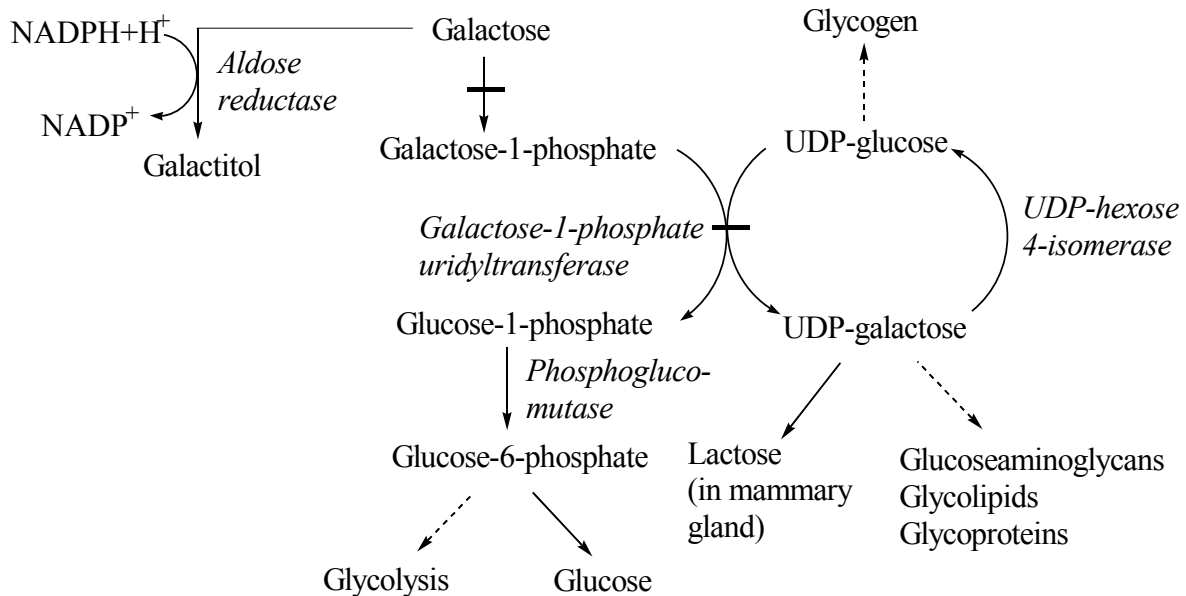 NADPH+H+
Galactose
Glycogen
Aldose
reductase
NADP+
Galactitol
Galactose-1-phosphate
UDP-glucose
UDP-hexose
4-isomerase
Galactose-1-phosphate
uridyltransferase
Glucose-1-phosphate
UDP-galactose
Phosphogluco-
mutase
Glucose-6-phosphate
Lactose
(in mammary
gland)
Glucoseaminoglycans
Glycolipids
Glycoproteins
Glycolysis
Glucose